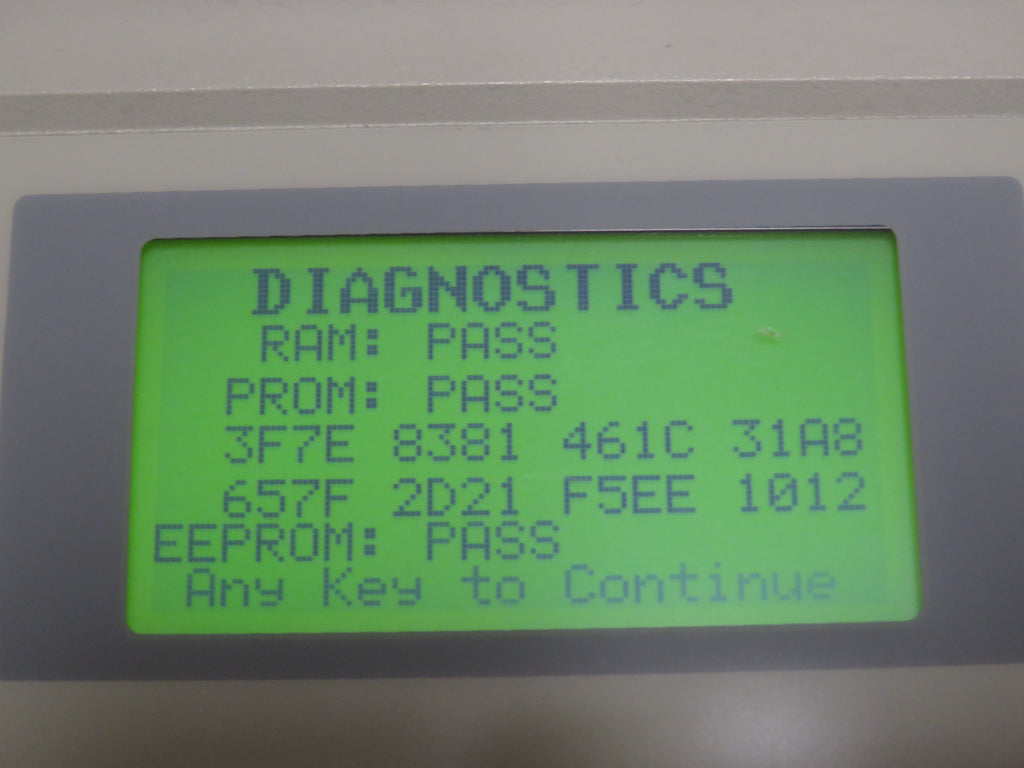 DIAGNOSTICS
RAM: PASS
PROM: PASS
3F7E 8381 461C 31A8
657F 2D21 F5EE 1012
EEPROM: PASS
Any Key to Continue